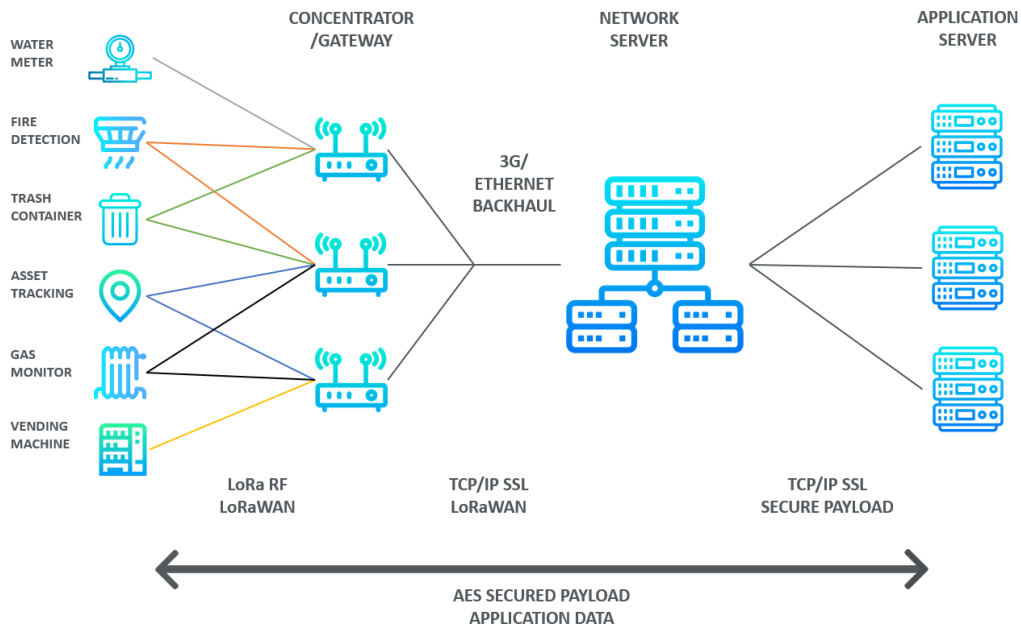 CONCENTRATOR
/GATEWAY
NETWORK
SERVER
APPLICATION
SERVER
WATER
METER
FIRE
DETECTION
TRASH
CONTAINER
ASSET
TRACKING
GAS
MONITOR
VENDING
MACHINE
3G/
ETHERNET
BACKHAUL
LoRa RF
LoRaWAN
TCP/IP SSL
LoRaWAN
TCP/IP SSL
SECURE PAYLOAD
AES SECURED PAYLOAD
APPLICATION DATA